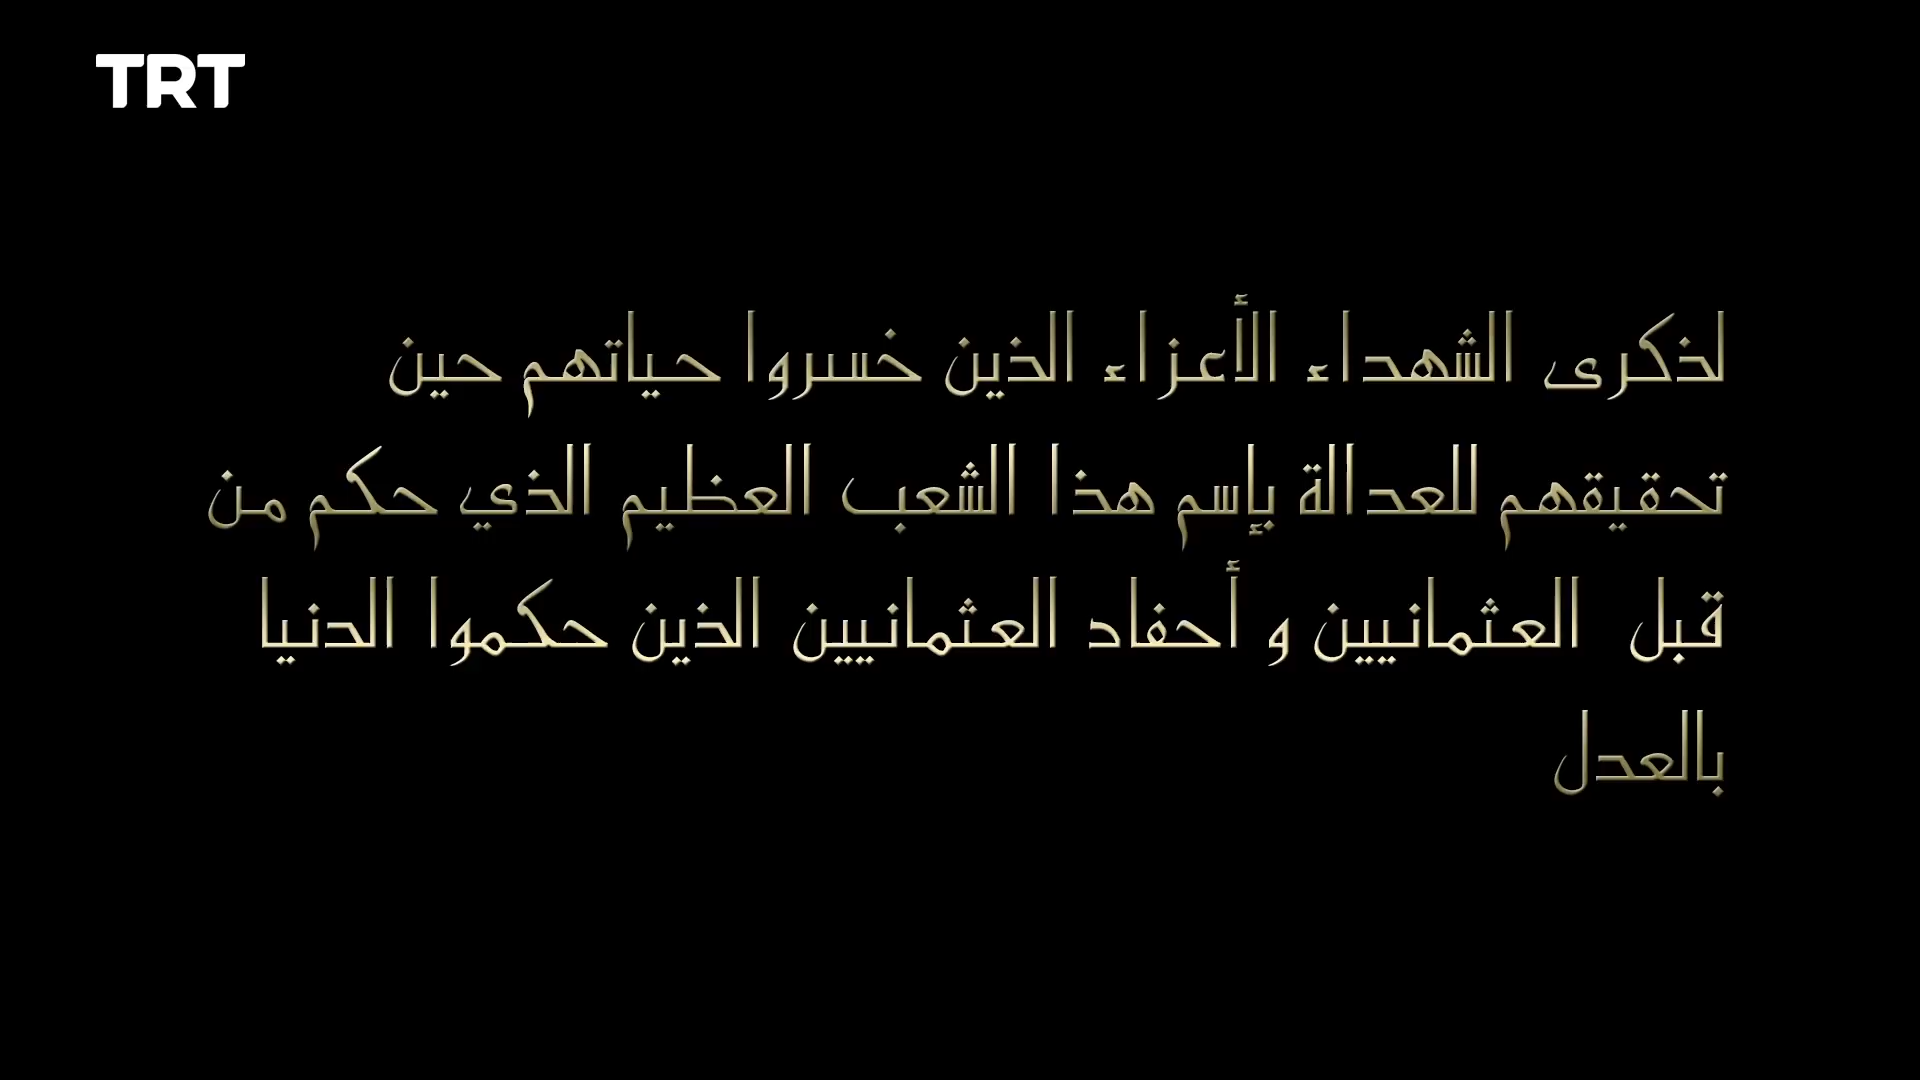 TRT
لذكرى الشهداء الأعزاء الذين خسروا حياتهم حين
تحقيقهم للعدالة بإسم هذا الشعب العظيم الذي حكم من
قبل العثمانيين و أحفاد العثمانيين الذين حكموا الدنيا
بالعدل